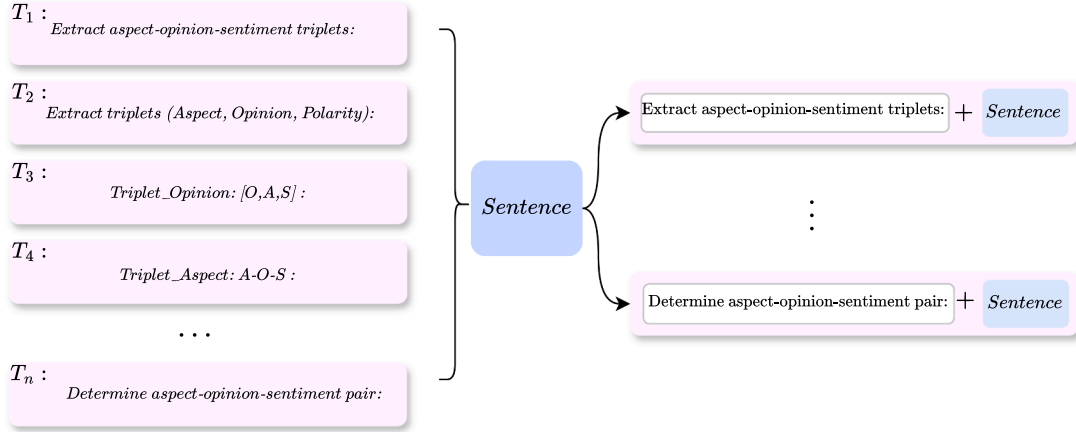 T₁ :
Extract aspect-opinion-sentiment triplets:
T₂ :
Extract triplets (Aspect, Opinion, Polarity):
T₃ :
Triplet_Opinion: [O,A,S] :
T₄ :
Triplet_Aspect: A-O-S :
...
Tₙ :
Determine aspect-opinion-sentiment pair:
Sentence
Extract aspect-opinion-sentiment triplets: + Sentence
⋮
Determine aspect-opinion-sentiment pair: + Sentence